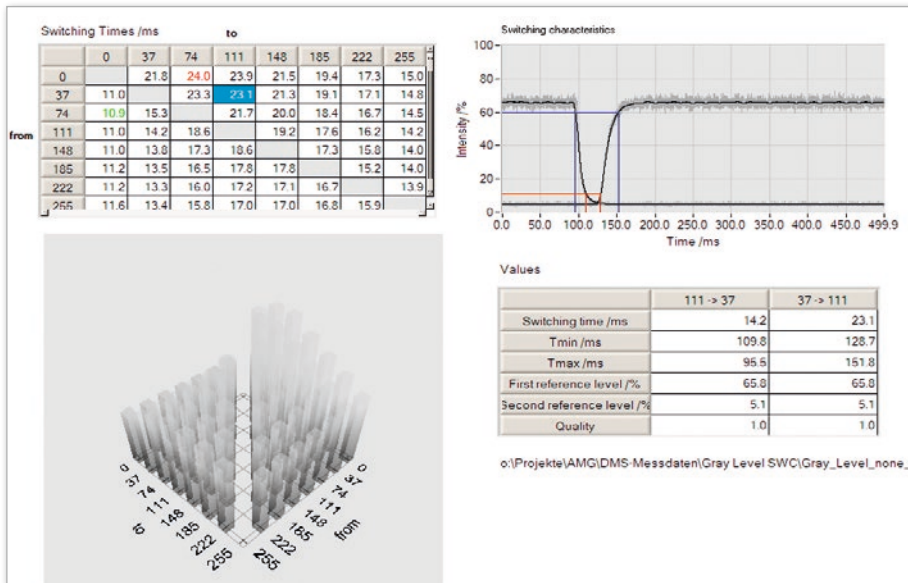 Switching Times /ms to
0 37 74 111 148 185 222 255
0 21.8 24.0 23.9 21.5 19.4 17.3 15.0
37 11.0 23.3 23.1 21.3 19.1 17.1 14.8
74 10.9 15.3 21.7 20.0 18.4 16.7 14.5
from
111 11.0 14.2 18.6 19.2 17.6 16.2 14.2
148 11.0 13.8 17.3 18.6 17.3 15.8 14.0
185 11.2 13.5 16.5 17.8 17.8 15.2 14.0
222 11.2 13.3 16.0 17.2 17.1 16.7 13.9
255 11.6 13.4 15.8 17.0 17.0 16.8 15.9
Switching characteristics
Intensity /%
100
80
60
40
20
0
0.0 50.0 100.0 150.0 200.0 250.0 300.0 350.0 400.0 450.0 499.9
Time /ms
0 37 74 111 148 185 222 255
to
0 37 74 111 148 185 222 255
from
Values
111 -> 37 37 -> 111
Switching time /ms 14.2 23.1
Tmin /ms 109.8 128.7
Tmax /ms 95.5 151.8
First reference level /% 65.8 65.8
Second reference level /% 5.1 5.1
Quality 1.0 1.0
o:\Projekte\AMG\DMS-Messdaten\Gray Level SWC\Gray_Level_none_